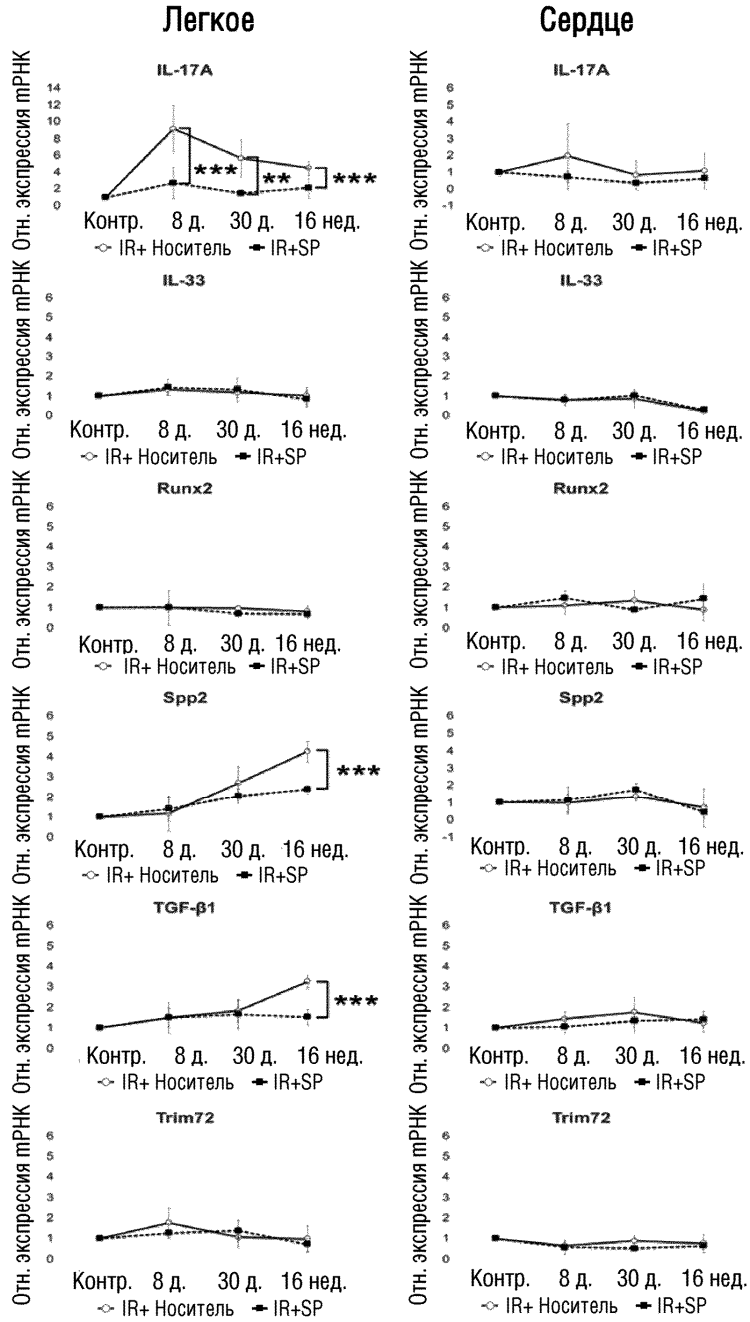 Легкое
Отн. экспрессия mРНК
IL-17A
14
12
10
8
6
4
2
0
***
**
***
Контр. 8 д. 30 д. 16 нед.
IR+ Носитель IR+SP
Отн. экспрессия mРНК
IL-33
6
5
4
3
2
1
0
Контр. 8 д. 30 д. 16 нед.
IR+ Носитель IR+SP
Отн. экспрессия mРНК
Runx2
6
5
4
3
2
1
0
Контр. 8 д. 30 д. 16 нед.
IR+ Носитель IR+SP
Отн. экспрессия mРНК
Spp2
6
5
4
3
2
1
0
***
Контр. 8 д. 30 д. 16 нед.
IR+ Носитель IR+SP
Отн. экспрессия mРНК
TGF-β1
6
5
4
3
2
1
0
***
Контр. 8 д. 30 д. 16 нед.
IR+ Носитель IR+SP
Отн. экспрессия mРНК
Trim72
6
5
4
3
2
1
0
Контр. 8 д. 30 д. 16 нед.
IR+ Носитель IR+SP
Сердце
Отн. экспрессия mРНК
IL-17A
6
5
4
3
2
1
0
-1
Контр. 8 д. 30 д. 16 нед.
IR+ Носитель IR+SP
Отн. экспрессия mРНК
IL-33
6
5
4
3
2
1
0
Контр. 8 д. 30 д. 16 нед.
IR+ Носитель IR+SP
Отн. экспрессия mРНК
Runx2
6
5
4
3
2
1
0
Контр. 8 д. 30 д. 16 нед.
IR+ Носитель IR+SP
Отн. экспрессия mРНК
Spp2
6
5
4
3
2
1
0
-1
Контр. 8 д. 30 д. 16 нед.
IR+ Носитель IR+SP
Отн. экспрессия mРНК
TGF-β1
6
5
4
3
2
1
0
Контр. 8 д. 30 д. 16 нед.
IR+ Носитель IR+SP
Отн. экспрессия mРНК
Trim72
6
5
4
3
2
1
0
Контр. 8 д. 30 д. 16 нед.
IR+ Носитель IR+SP